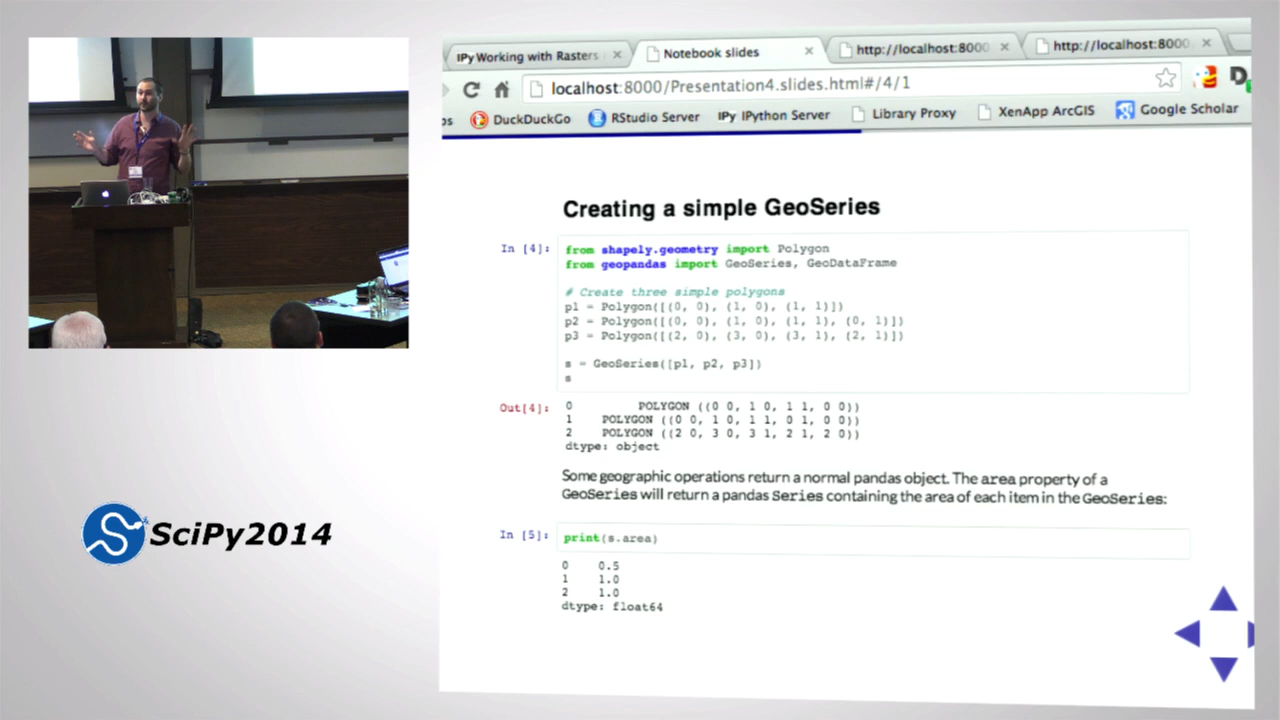 IPy Working with Rasters
Notebook slides
http://localhost:8000
http://localhost:8000
localhost:8000/Presentation4.slides.html#/4/1
DuckDuckGo
RStudio Server
IPy IPython Server
Library Proxy
XenApp ArcGIS
Google Scholar
Creating a simple GeoSeries
In [4]:
from shapely.geometry import Polygon
from geopandas import GeoSeries, GeoDataFrame
# Create three simple polygons
p1 = Polygon([(0, 0), (1, 0), (1, 1)])
p2 = Polygon([(0, 0), (1, 0), (1, 1), (0, 1)])
p3 = Polygon([(2, 0), (3, 0), (3, 1), (2, 1)])
s = GeoSeries([p1, p2, p3])
s
Out[4]:
0 POLYGON ((0 0, 1 0, 1 1, 0 0))
1 POLYGON ((0 0, 1 0, 1 1, 0 1, 0 0))
2 POLYGON ((2 0, 3 0, 3 1, 2 1, 2 0))
dtype: object
Some geographic operations return a normal pandas object. The area property of a
GeoSeries will return a pandas Series containing the area of each item in the GeoSeries:
In [5]:
print(s.area)
0 0.5
1 1.0
2 1.0
dtype: float64
SciPy2014